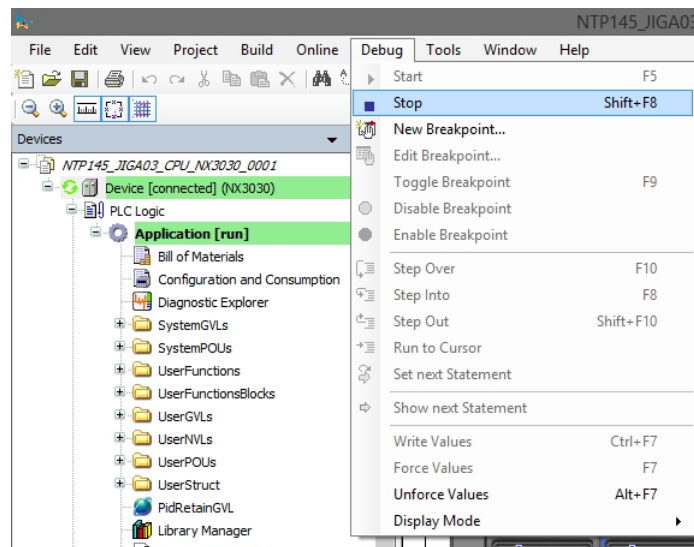 NTP145_JIGA03
File Edit View Project Build Online Debug Tools Window Help
Devices
NTP145_JIGA03_CPU_NX3030_0001
Device [connected] (NX3030)
PLC Logic
Application [run]
Bill of Materials
Configuration and Consumption
Diagnostic Explorer
SystemGVLs
SystemPOUs
UserFunctions
UserFunctionsBlocks
UserGVLs
UserNVLs
UserPOUs
UserStruct
PidRetainGVL
Library Manager
Start F5
Stop Shift+F8
New Breakpoint...
Edit Breakpoint...
Toggle Breakpoint F9
Disable Breakpoint
Enable Breakpoint
Step Over F10
Step Into F8
Step Out Shift+F10
Run to Cursor
Set next Statement
Show next Statement
Write Values Ctrl+F7
Force Values F7
Unforce Values Alt+F7
Display Mode